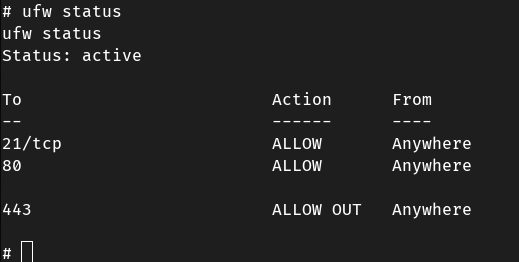 # ufw status
ufw status
Status: active
To Action From
-- ------ ----
21/tcp ALLOW Anywhere
80 ALLOW Anywhere
443 ALLOW OUT Anywhere
#